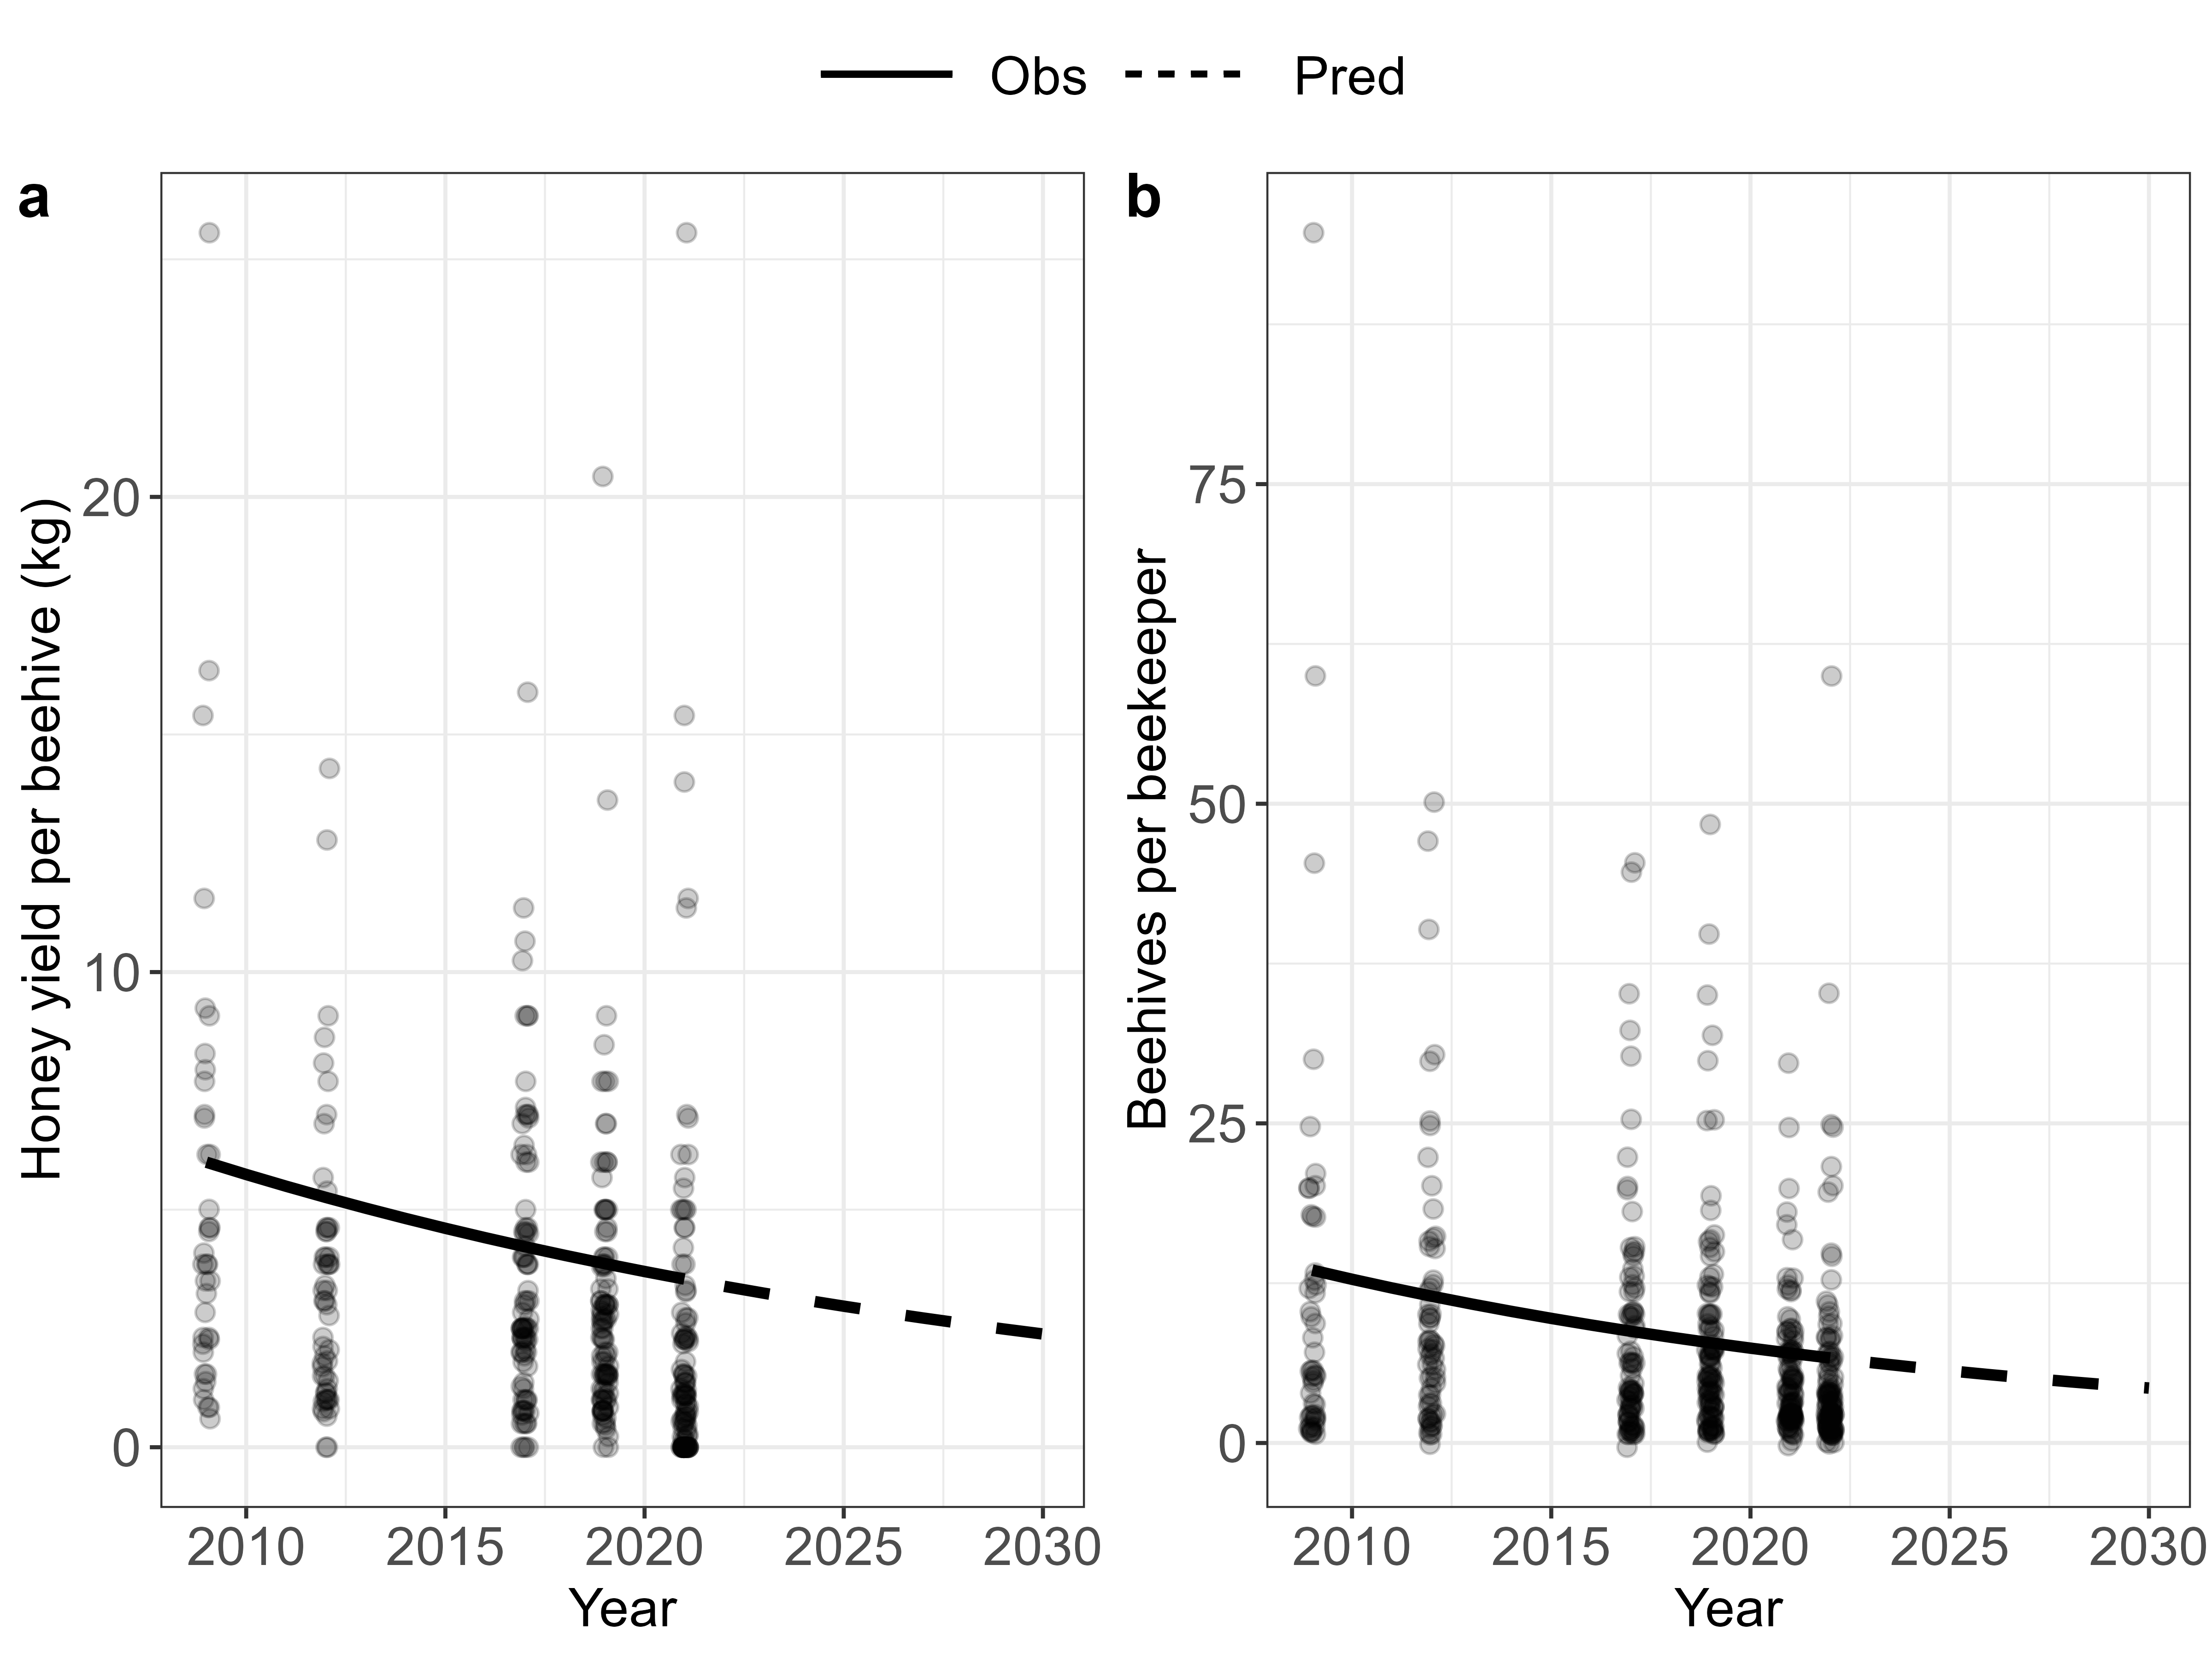 Obs Pred
a
b
Honey yield per beehive (kg)
20
10
0
2010 2015 2020 2025 2030
Year
Beehives per beekeeper
75
50
25
0
2010 2015 2020 2025 2030
Year